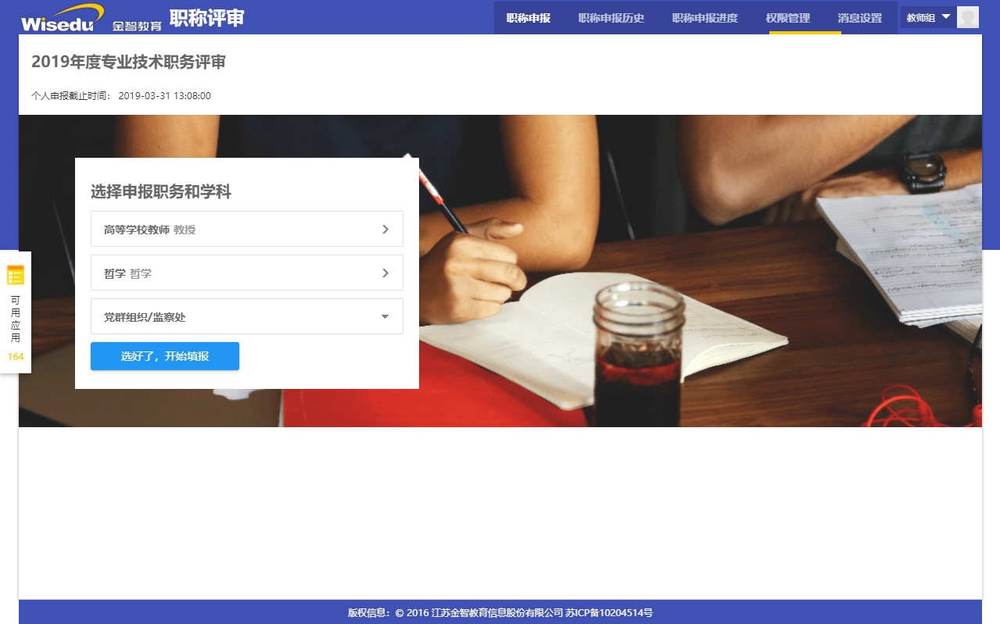 Wisedu 金智教育 职称评审 职称申报 职称申报历史 职称申报进度 权限管理 消息设置 教师组
2019年度专业技术职务评审
个人申报截止时间： 2019-03-31 13:08:00
选择申报职务和学科
高等学校教师 教授
哲学 哲学
党群组织/监察处
选好了，开始填报
可
用
应
用
164
版权信息：© 2016 江苏金智教育信息股份有限公司 苏ICP备10204514号